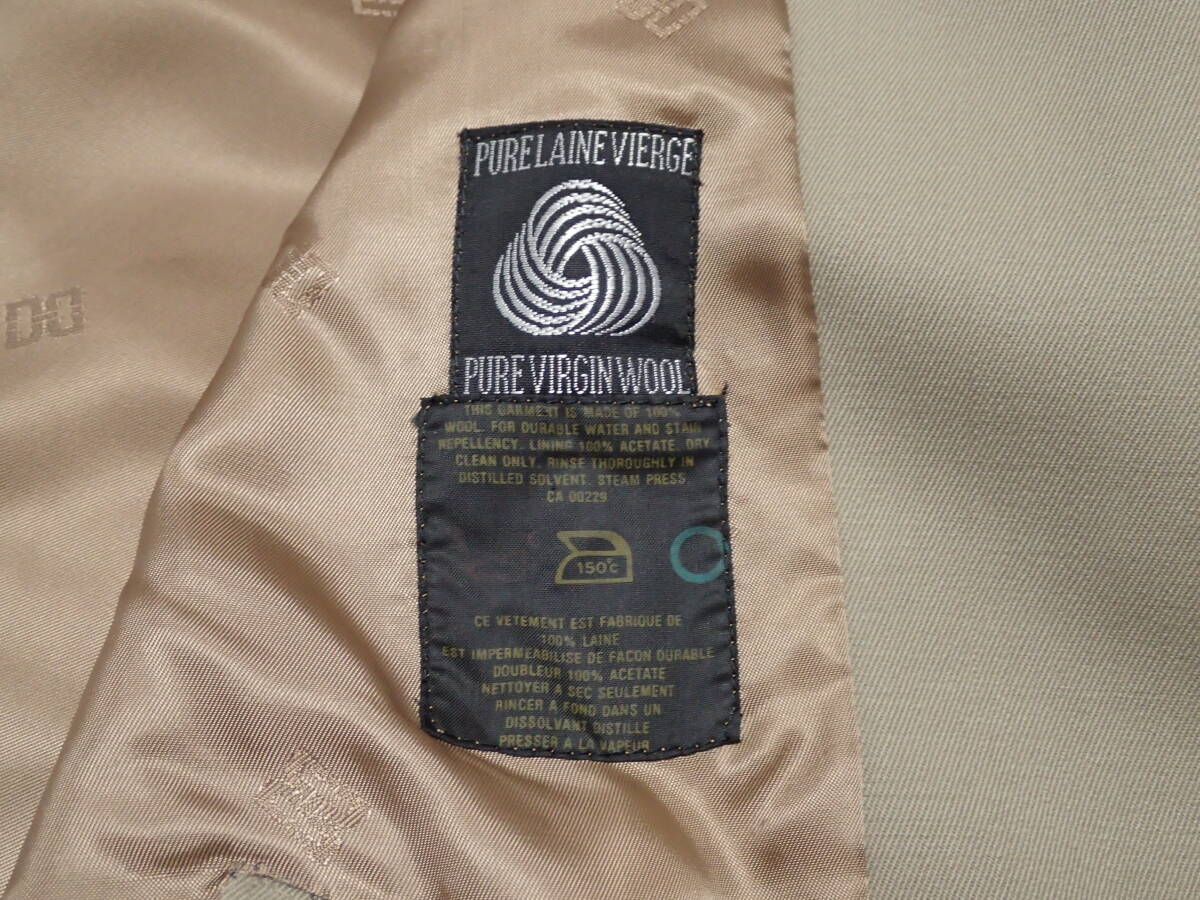 PURE LAINE VIERGE
PURE VIRGIN WOOL
THIS GARMENT IS MADE OF 100%
WOOL. FOR DURABLE WATER AND STAIN
REPELLENCY. LINING 100% ACETATE. DRY
CLEAN ONLY. RINSE THOROUGHLY IN
DISTILLED SOLVENT. STEAM PRESS
CA 00229
150°C
CE VETEMENT EST FABRIQUE DE
100% LAINE
EST IMPERMEABILISE DE FACON DURABLE
DOUBLEUR 100% ACETATE
NETTOYER A SEC SEULEMENT
RINCER A FOND DANS UN
DISSOLVANT DISTILLE
PRESSER A LA VAPEUR